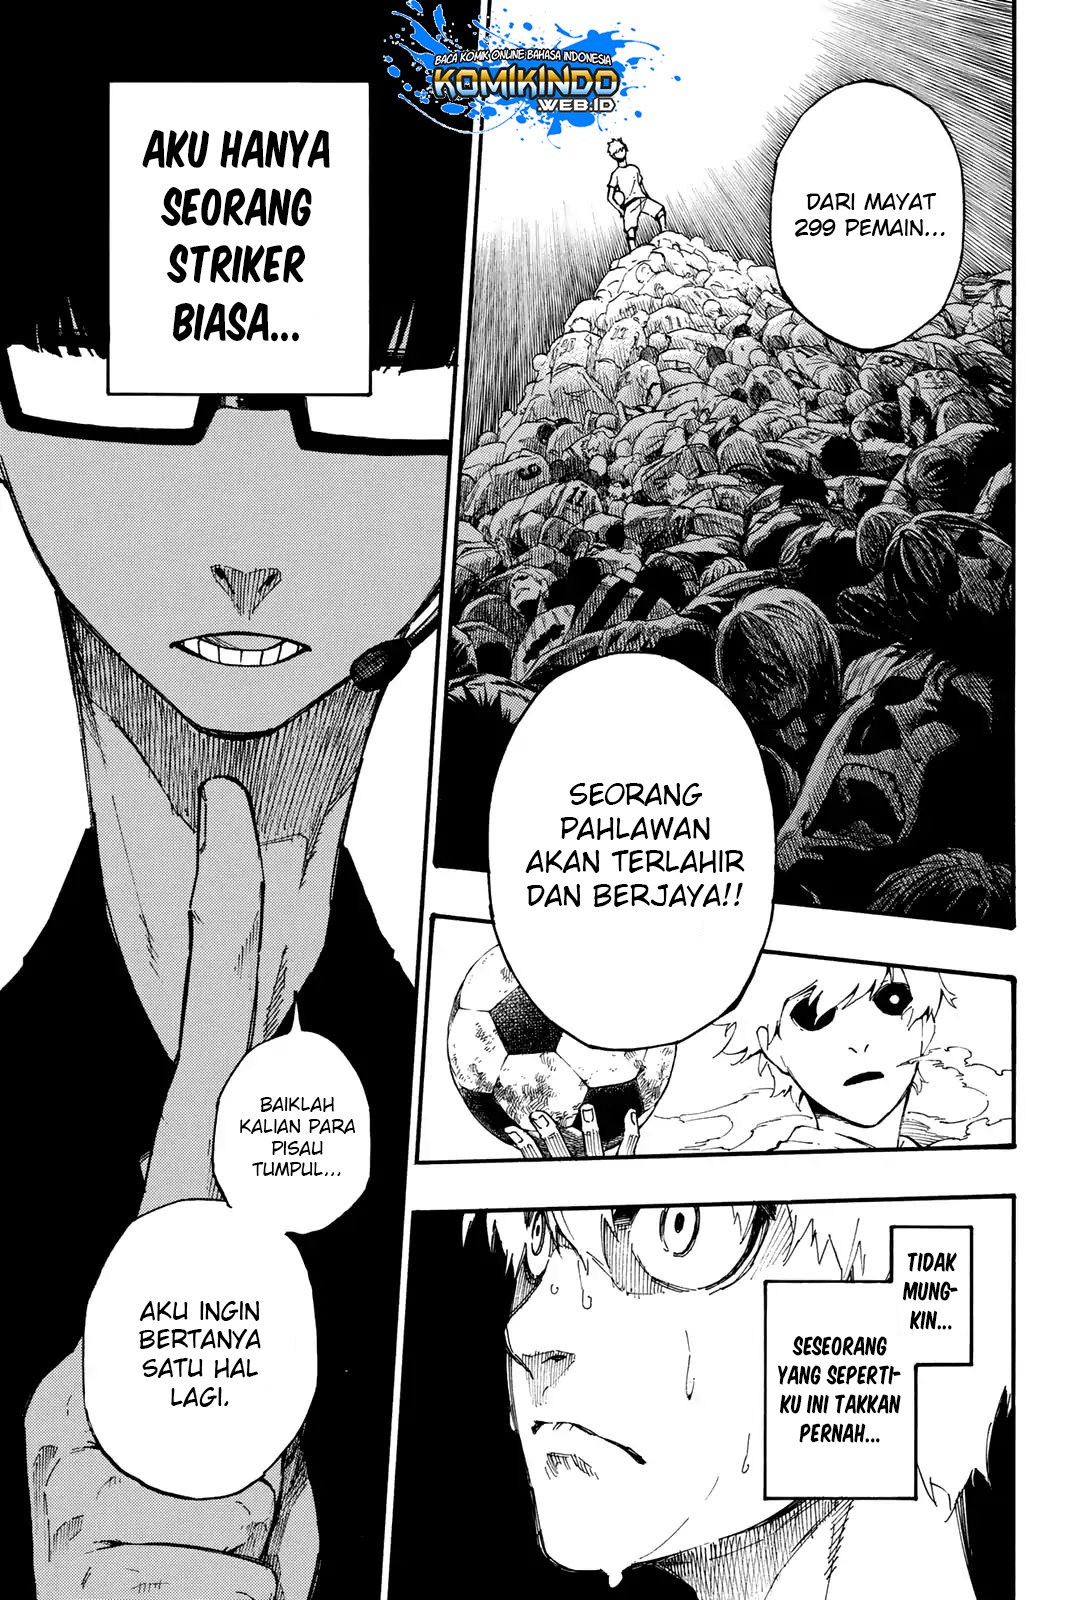 BACA KOMIK ONLINE BAHASA INDONESIA
KOMIKINDO
.WEB.ID
DARI MAYAT
299 PEMAIN...
SEORANG
PAHLAWAN
AKAN TERLAHIR
DAN BERJAYA!!
TIDAK
MUNG-
KIN...
SESEORANG
YANG SEPERTI-
KU INI TAKKAN
PERNAH...
AKU HANYA
SEORANG
STRIKER
BIASA...
BAIKLAH
KALIAN PARA
PISAU
TUMPUL...
AKU INGIN
BERTANYA
SATU HAL
LAGI.